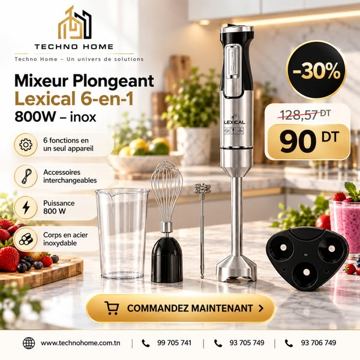 TECHNO HOME
Techno Home – Un univers de solutions
Mixeur Plongeant
Lexical 6-en-1
800W – inox
-30%
128,57 DT
90 DT
6 fonctions en
un seul appareil
Accessoires
interchangeables
Puissance
800 W
Corps en acier
inoxydable
LEXICAL
COMMANDEZ MAINTENANT >
www.technohome.com.tn
99 705 741
93 705 749
93 706 749